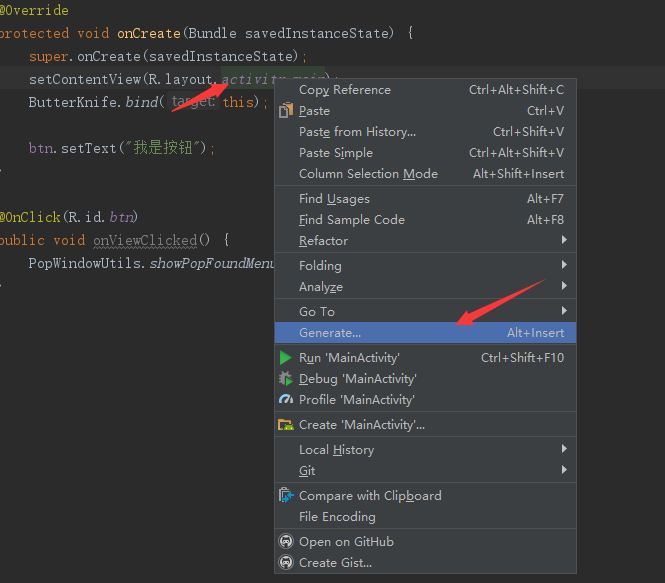 @Override
protected void onCreate(Bundle savedInstanceState) {
super.onCreate(savedInstanceState);
setContentView(R.layout.activity_main);
ButterKnife.bind( target: this);
btn.setText("我是按钮");
@OnClick(R.id.btn)
public void onViewClicked() {
PopWindowUtils.showPopFoundMenu
Copy Reference Ctrl+Alt+Shift+C
Paste Ctrl+V
Paste from History... Ctrl+Shift+V
Paste Simple Ctrl+Alt+Shift+V
Column Selection Mode Alt+Shift+Insert
Find Usages Alt+F7
Find Sample Code Alt+F8
Refactor
Folding
Analyze
Go To
Generate... Alt+Insert
Run 'MainActivity' Ctrl+Shift+F10
Debug 'MainActivity'
Profile 'MainActivity'
Create 'MainActivity'...
Local History
Git
Compare with Clipboard
File Encoding
Open on GitHub
Create Gist...